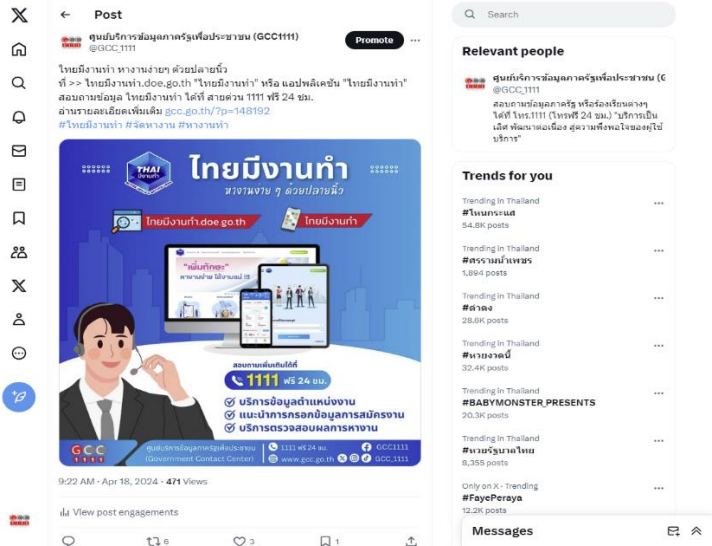 Post
ศูนย์บริการข้อมูลภาครัฐเพื่อประชาชน (GCC1111)
@GCC_1111
Promote
ไทยมีงานทำ หางานง่ายๆ ด้วยปลายนิ้ว
ที่ >> ไทยมีงานทำ.doe.go.th "ไทยมีงานทำ" หรือ แอปพลิเคชัน "ไทยมีงานทำ"
สอบถามข้อมูล ไทยมีงานทำ ได้ที่ สายด่วน 1111 ฟรี 24 ชม.
อ่านรายละเอียดเพิ่มเติม gcc.go.th/?p=148192
#ไทยมีงานทำ #จัดหางาน #หางานทำ
THAI
มีงานทำ
ไทยมีงานทำ
หางานง่าย ๆ ด้วยปลายนิ้ว
ไทยมีงานทำ.doe.go.th
ไทยมีงานทำ
"เพิ่มทักษะ"
หางานง่าย ได้งานแน่ !!!
สอบถามเพิ่มเติมได้ที่
1111 ฟรี 24 ชม.
บริการข้อมูลตำแหน่งงาน
แนะนำการกรอกข้อมูลการสมัครงาน
บริการตรวจสอบผลการหางาน
GCC
1111
ศูนย์บริการข้อมูลภาครัฐเพื่อประชาชน
(Government Contact Center)
1111 ฟรี 24 ชม.
GCC1111
www.gcc.go.th
GCC_1111
9:22 AM · Apr 18, 2024 · 471 Views
View post engagements
6
3
1
Search
Relevant people
ศูนย์บริการข้อมูลภาครัฐเพื่อประชาชน (G
@GCC_1111
สอบถามข้อมูลภาครัฐ หรือร้องเรียนต่างๆ
ได้ที่ โทร.1111 (โทรฟรี 24 ชม.) "บริการเป็น
เลิศ พัฒนาต่อเนื่อง สู่ความพึงพอใจของผู้ใช้
บริการ"
Trends for you
Trending in Thailand
#โหนกระแส
54.8K posts
Trending in Thailand
#ศรรามน้ำเพชร
1,894 posts
Trending in Thailand
28.6K posts
Trending in Thailand
#หวยงวดนี้
32.4K posts
Trending in Thailand
#BABYMONSTER_PRESENTS
20.3K posts
Trending in Thailand
#หวยรัฐบาลไทย
8,355 posts
Only on X · Trending
#FayePeraya
12.2K posts
Messages